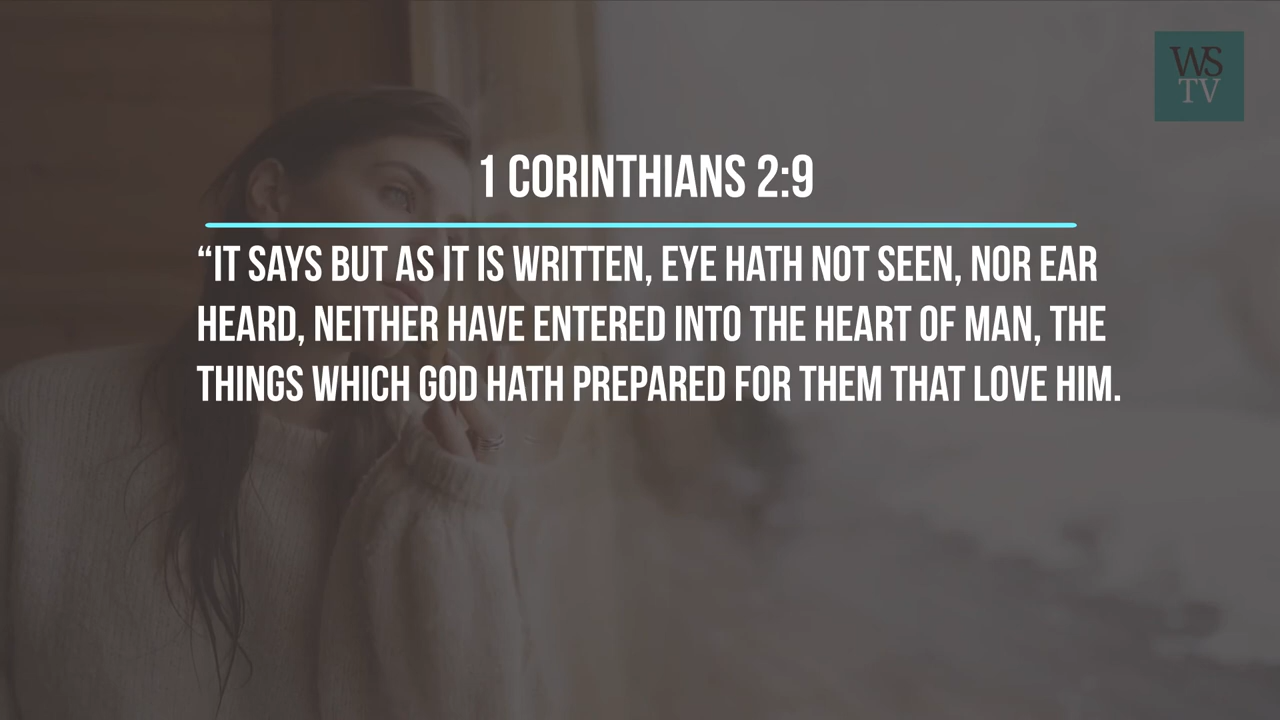 WS
TV
1 CORINTHIANS 2:9
“IT SAYS BUT AS IT IS WRITTEN, EYE HATH NOT SEEN, NOR EAR
HEARD, NEITHER HAVE ENTERED INTO THE HEART OF MAN, THE
THINGS WHICH GOD HATH PREPARED FOR THEM THAT LOVE HIM.